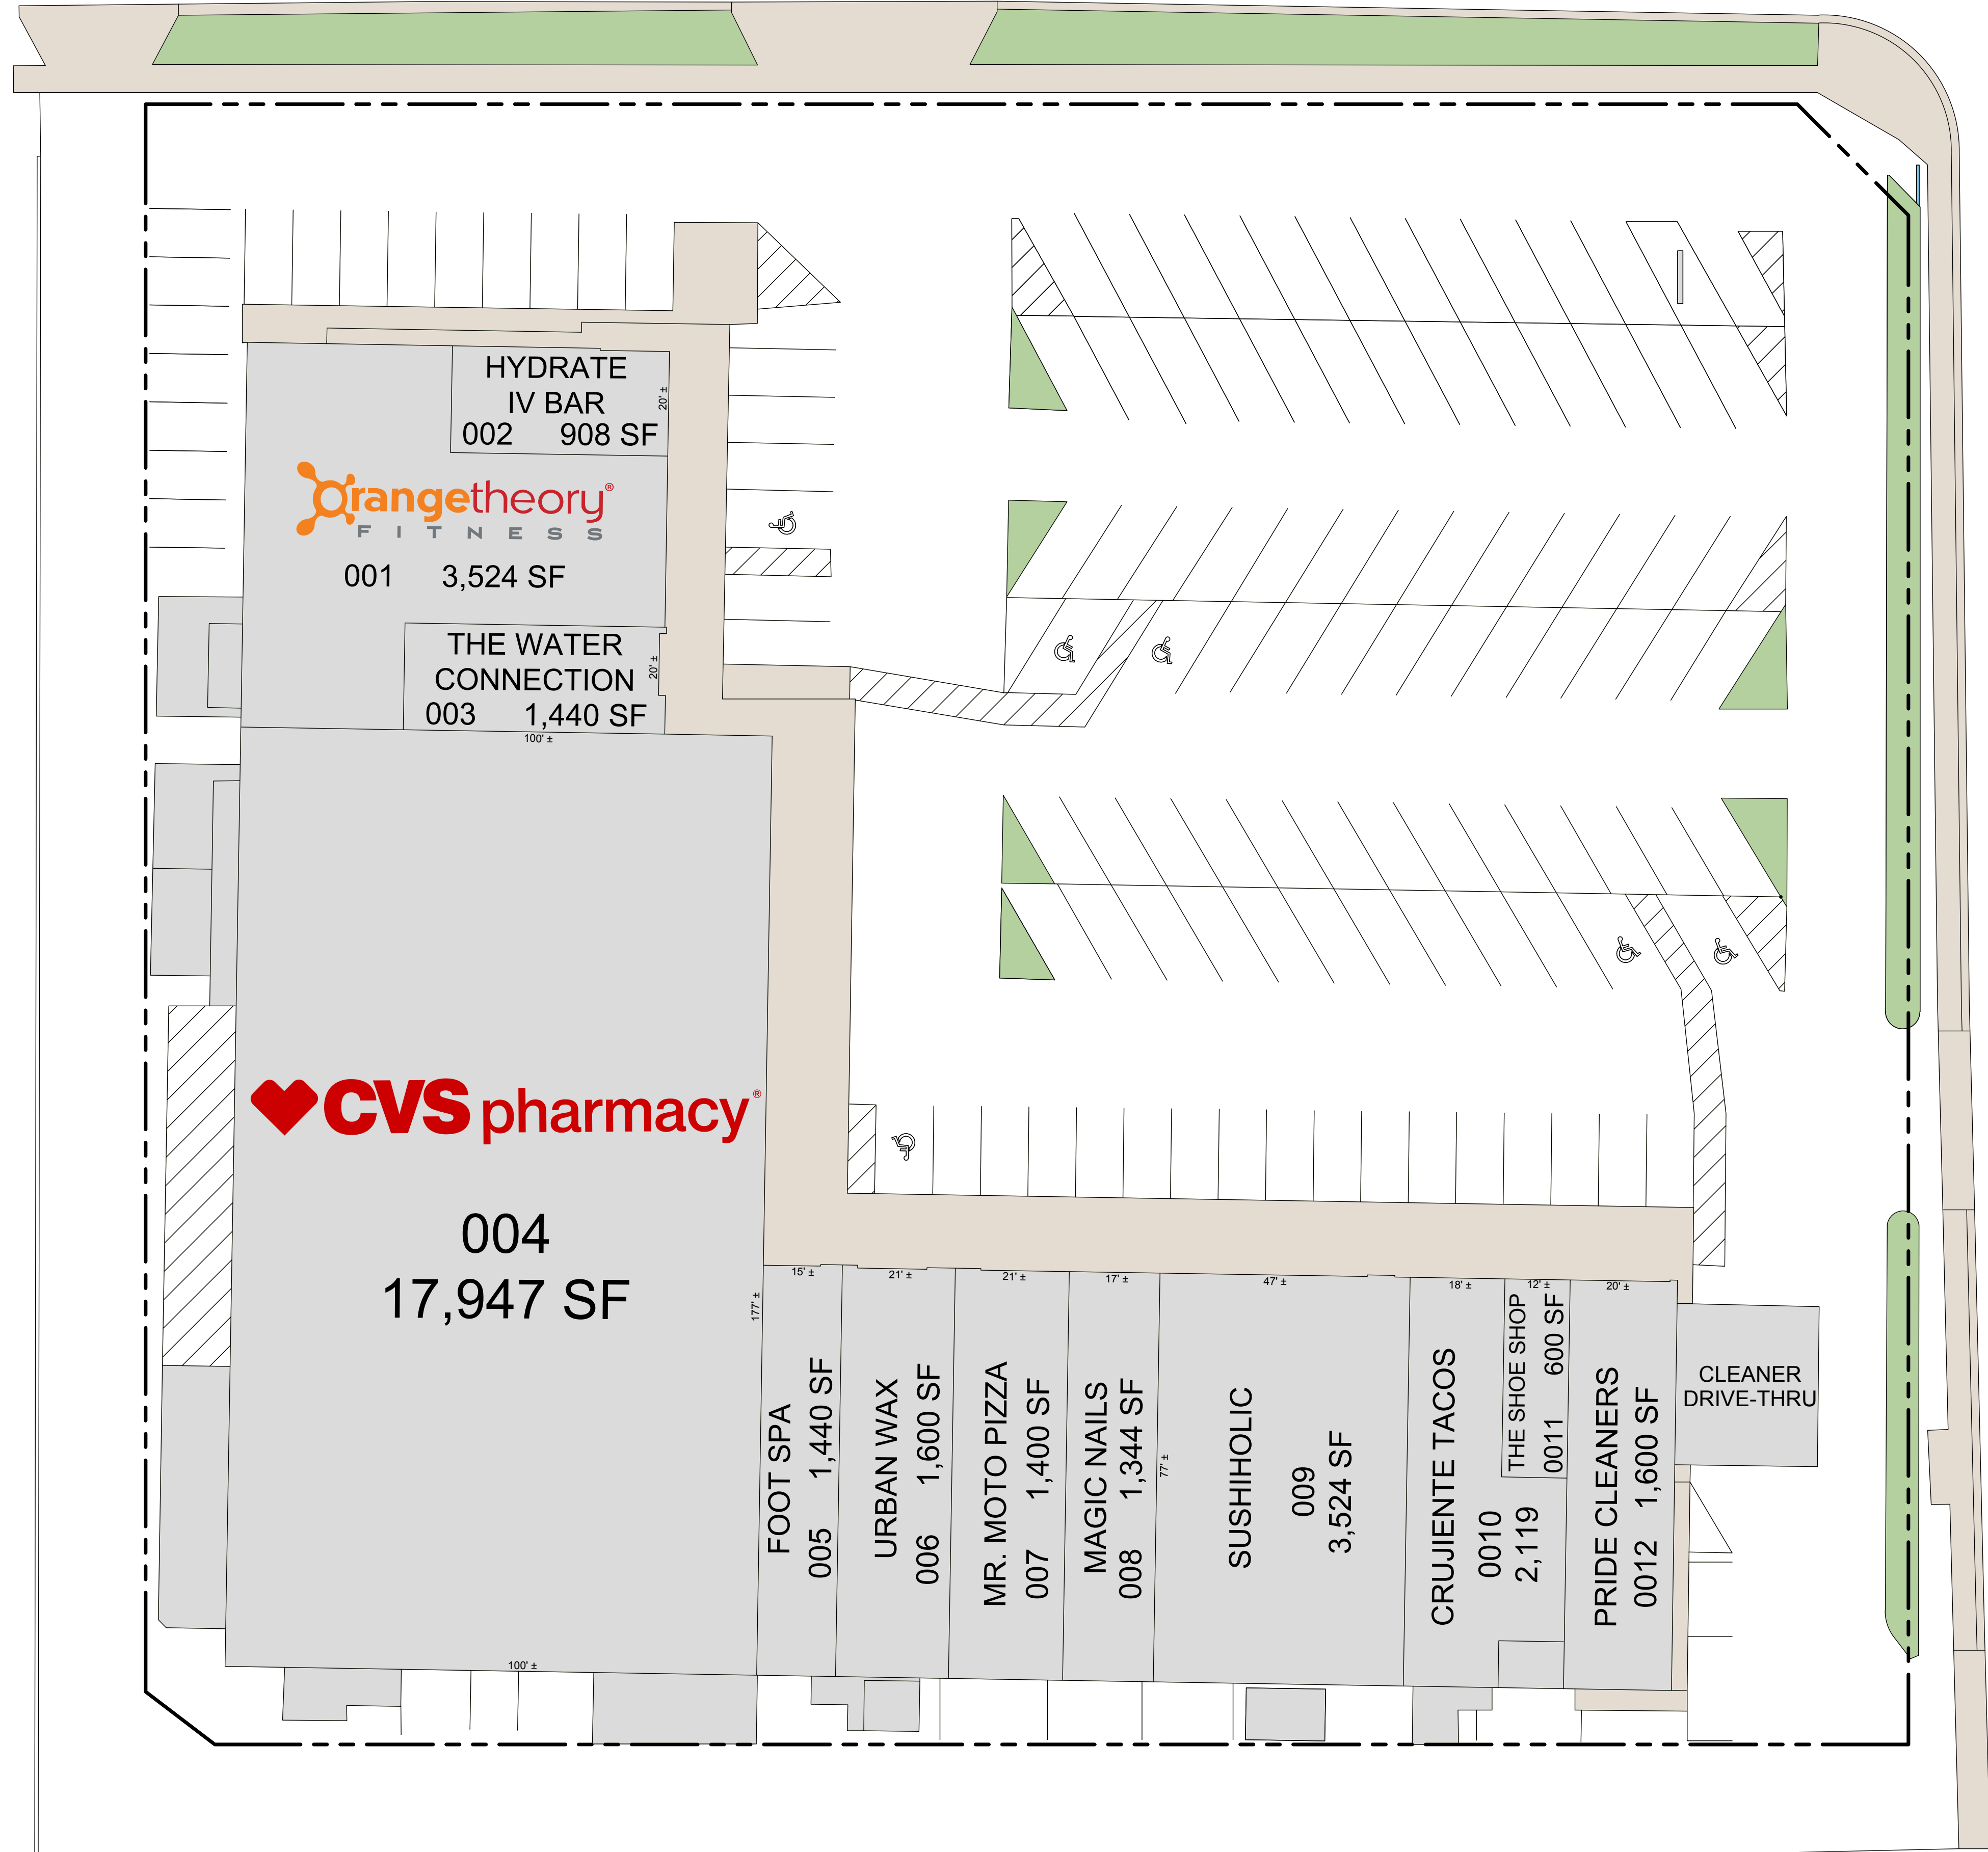 HYDRATE
IV BAR
002 908 SF
20' ±
orangetheory®
FITNESS
001 3,524 SF
THE WATER
CONNECTION
003 1,440 SF
20' ±
100' ±
CVS pharmacy®
004
17,947 SF
177' ±
100' ±
15' ±
FOOT SPA
005 1,440 SF
21' ±
URBAN WAX
006 1,600 SF
21' ±
MR. MOTO PIZZA
007 1,400 SF
17' ±
MAGIC NAILS
008 1,344 SF
77' ±
47' ±
SUSHIHOLIC
009
3,524 SF
18' ±
CRUJIENTE TACOS
0010
2,119
12' ±
THE SHOE SHOP
0011 600 SF
20' ±
PRIDE CLEANERS
0012 1,600 SF
CLEANER
DRIVE-THRU